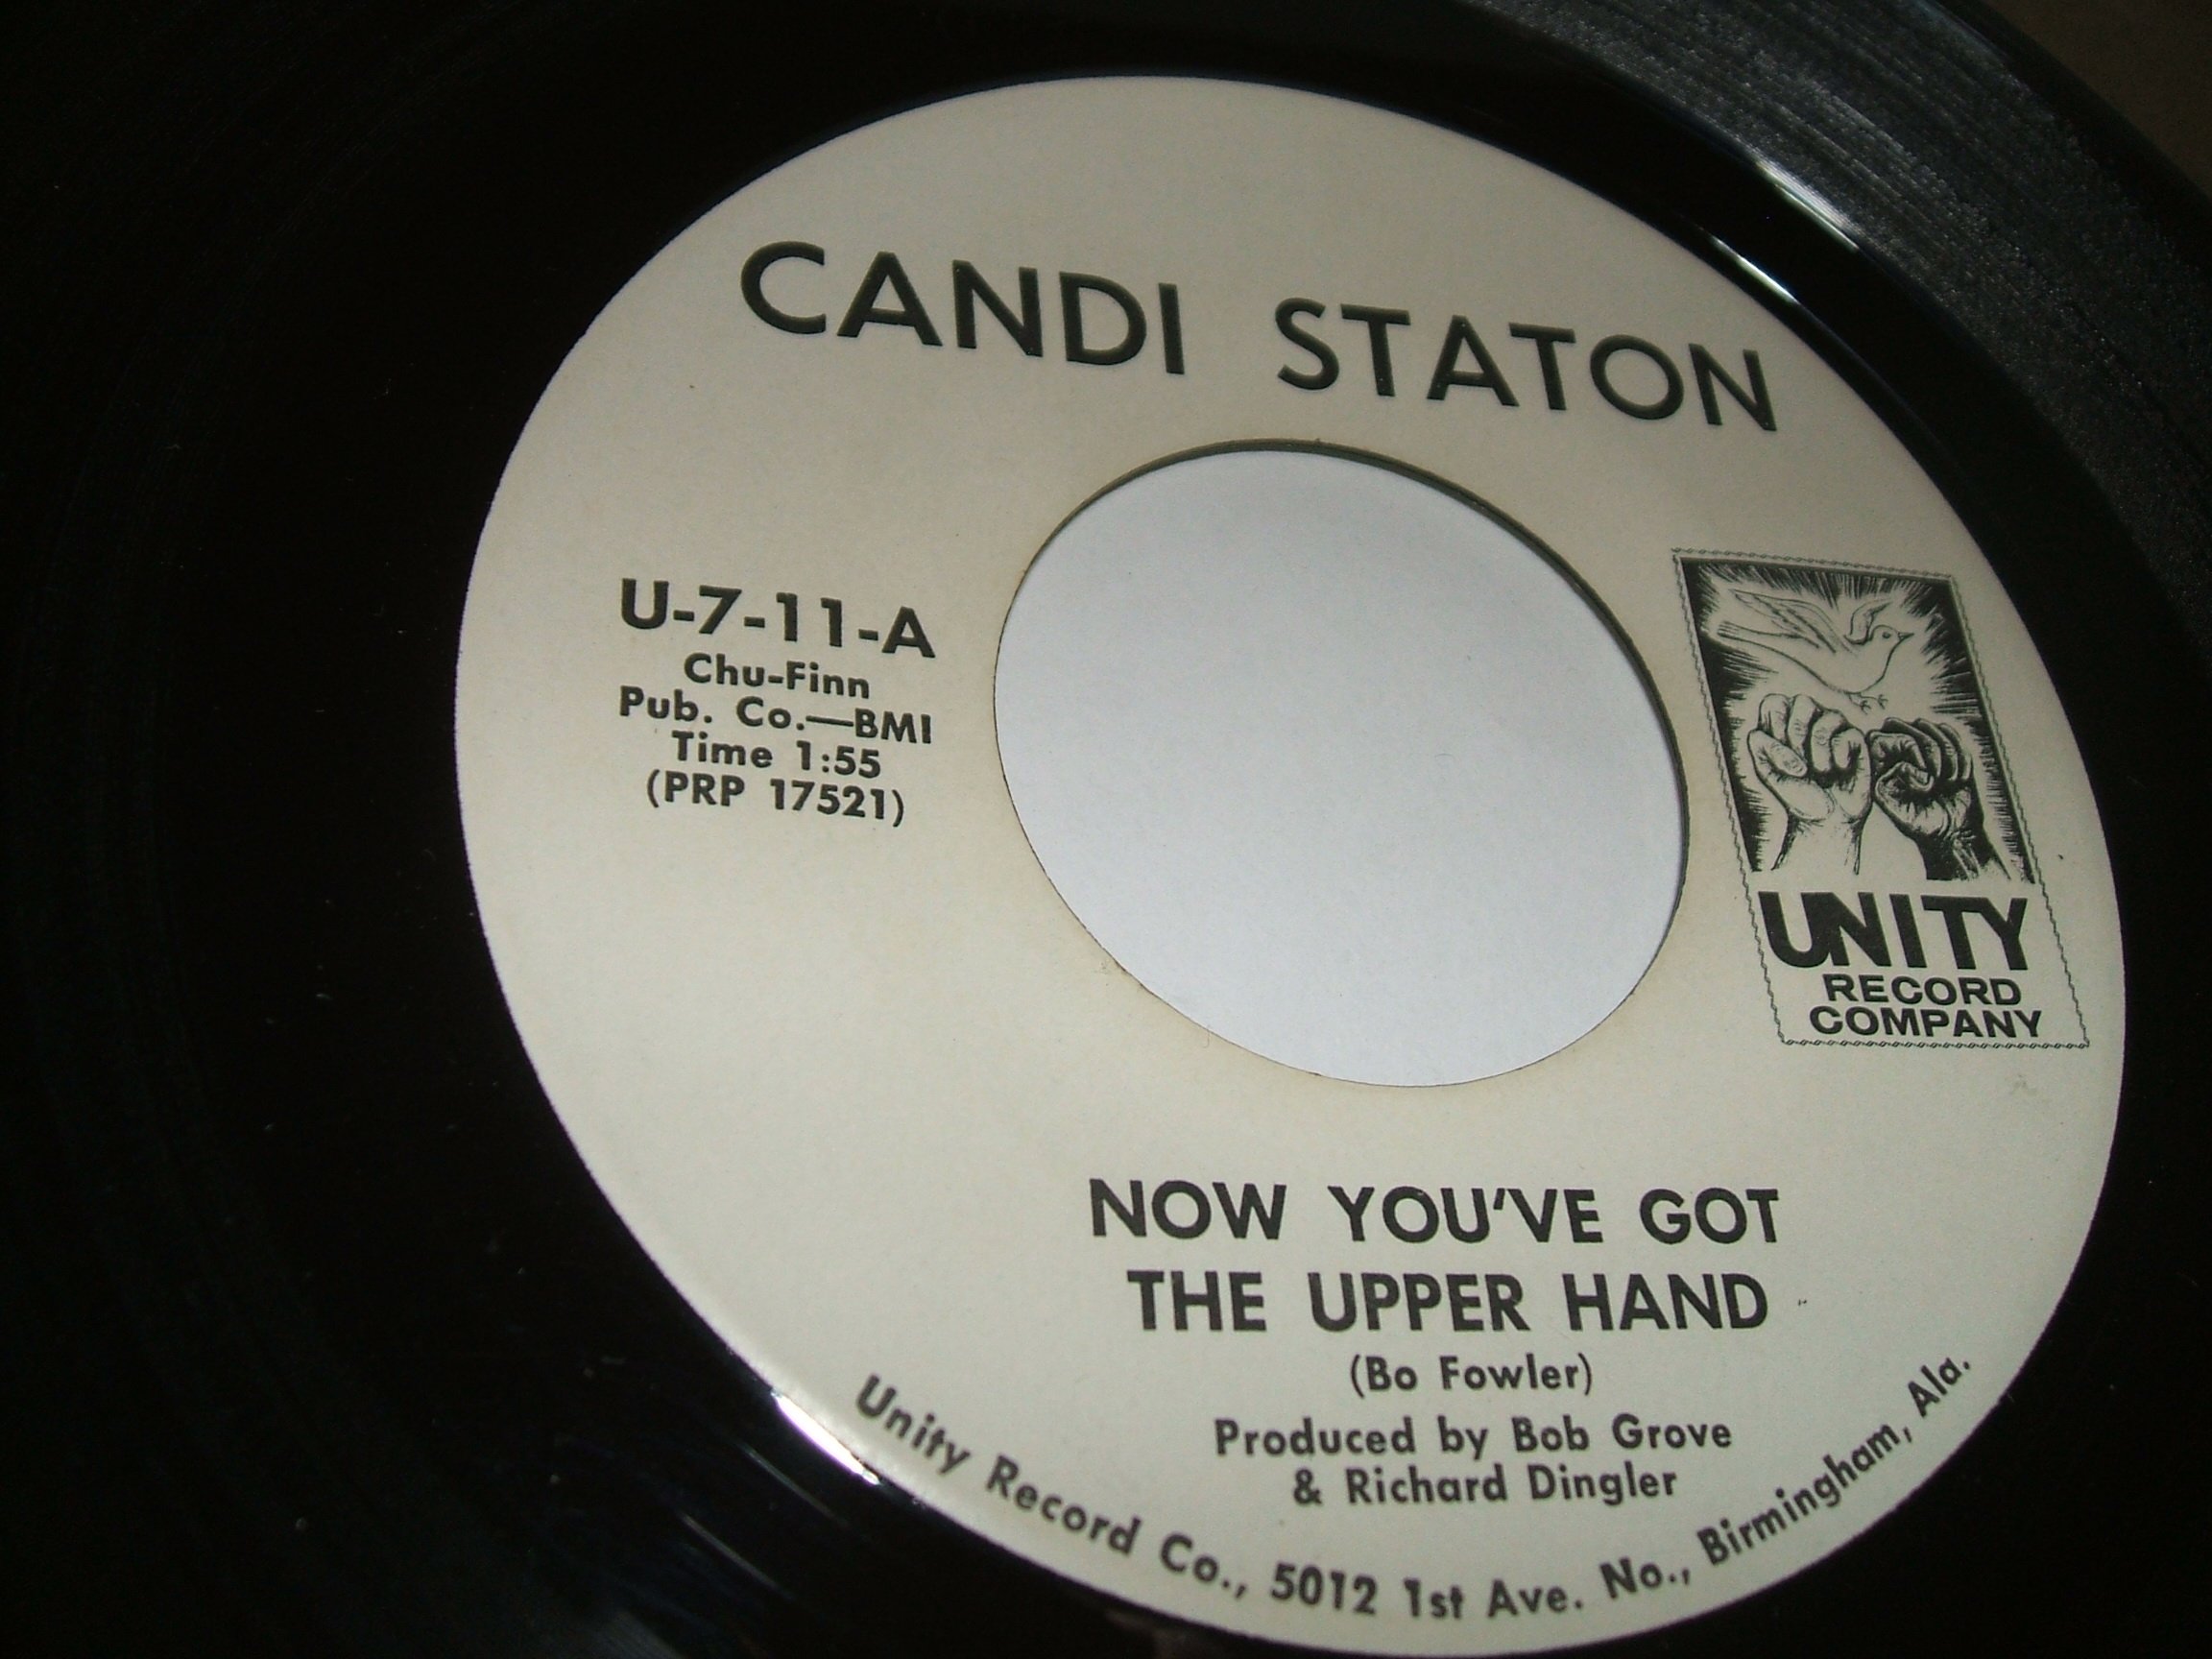 CANDI STATON
U-7-11-A
Chu-Finn
Pub. Co.—BMI
Time 1:55
(PRP 17521)
UNITY
RECORD
COMPANY
NOW YOU'VE GOT
THE UPPER HAND
(Bo Fowler)
Produced by Bob Grove
& Richard Dingler
Unity Record Co., 5012 1st Ave. No., Birmingham, Ala.